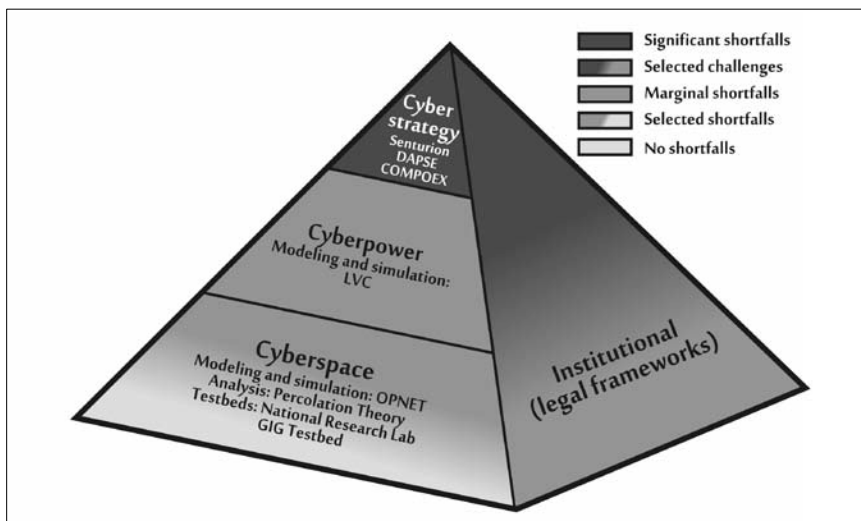 Significant shortfalls
Selected challenges
Marginal shortfalls
Selected shortfalls
No shortfalls
Cyber
strategy
Senturion
DAPSE
COMPOEX
Cyberpower
Modeling and simulation:
LVC
Cyberspace
Modeling and simulation: OPNET
Analysis: Percolation Theory
Testbeds: National Research Lab
GIG Testbed
Institutional
(legal frameworks)